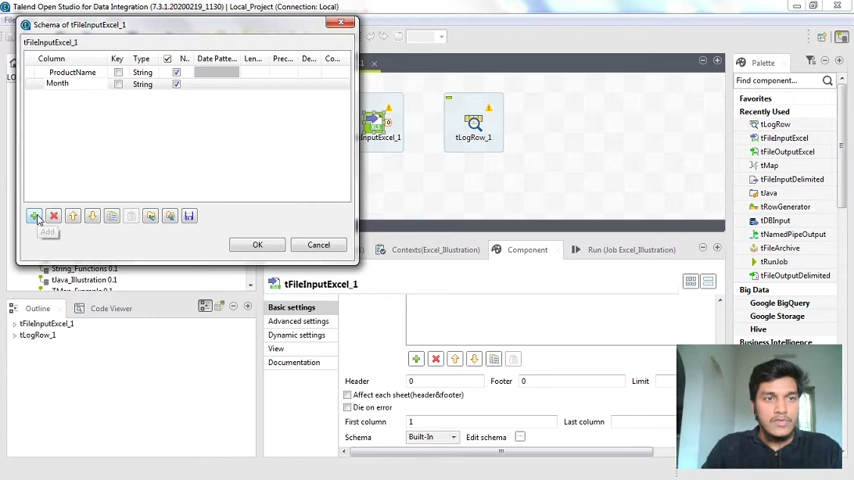 Talend Open Studio for Data Integration (7.3.1.20200219_1130) | Local_Project (Connection: Local)
Schema of tFileInputExcel_1
tFileInputExcel_1
Column Key Type N.. Date Patte.. Len... Prec... De... Co...
ProductName String
Month String
Add
OK Cancel
InputExcel_1
tLogRow_1
Palette
Find component...
Favorites
Recently Used
tLogRow
tFileInputExcel
tFileOutputExcel
tMap
tFileInputDelimited
tJava
tRowGenerator
tDBInput
tNamedPipeOutput
tFileArchive
tRunJob
tFileOutputDelimited
Big Data
Google BigQuery
Google Storage
Hive
Business Intelligence
String_Functions 0.1
tJava_Illustration 0.1
TMap_Example 0.1
Contexts(Excel_Illustration) Component Run (Job Excel_Illustration)
tFileInputExcel_1
Basic settings
Advanced settings
Dynamic settings
View
Documentation
Header 0 Footer 0 Limit
Affect each sheet(header&footer)
Die on error
First column 1 Last column
Schema Built-In Edit schema
Outline Code Viewer
tFileInputExcel_1
tLogRow_1